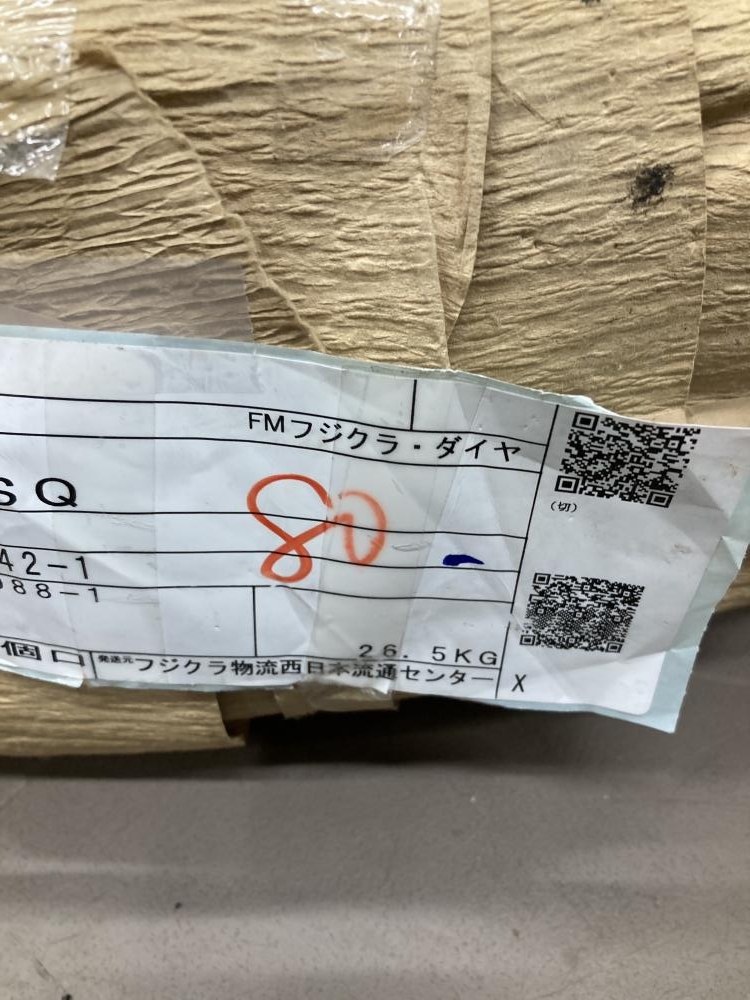 FMフジクラ・ダイヤ
SQ
80
(切)
42-1
088-1
26.5KG
個口
発送元フジクラ物流西日本流通センター
X